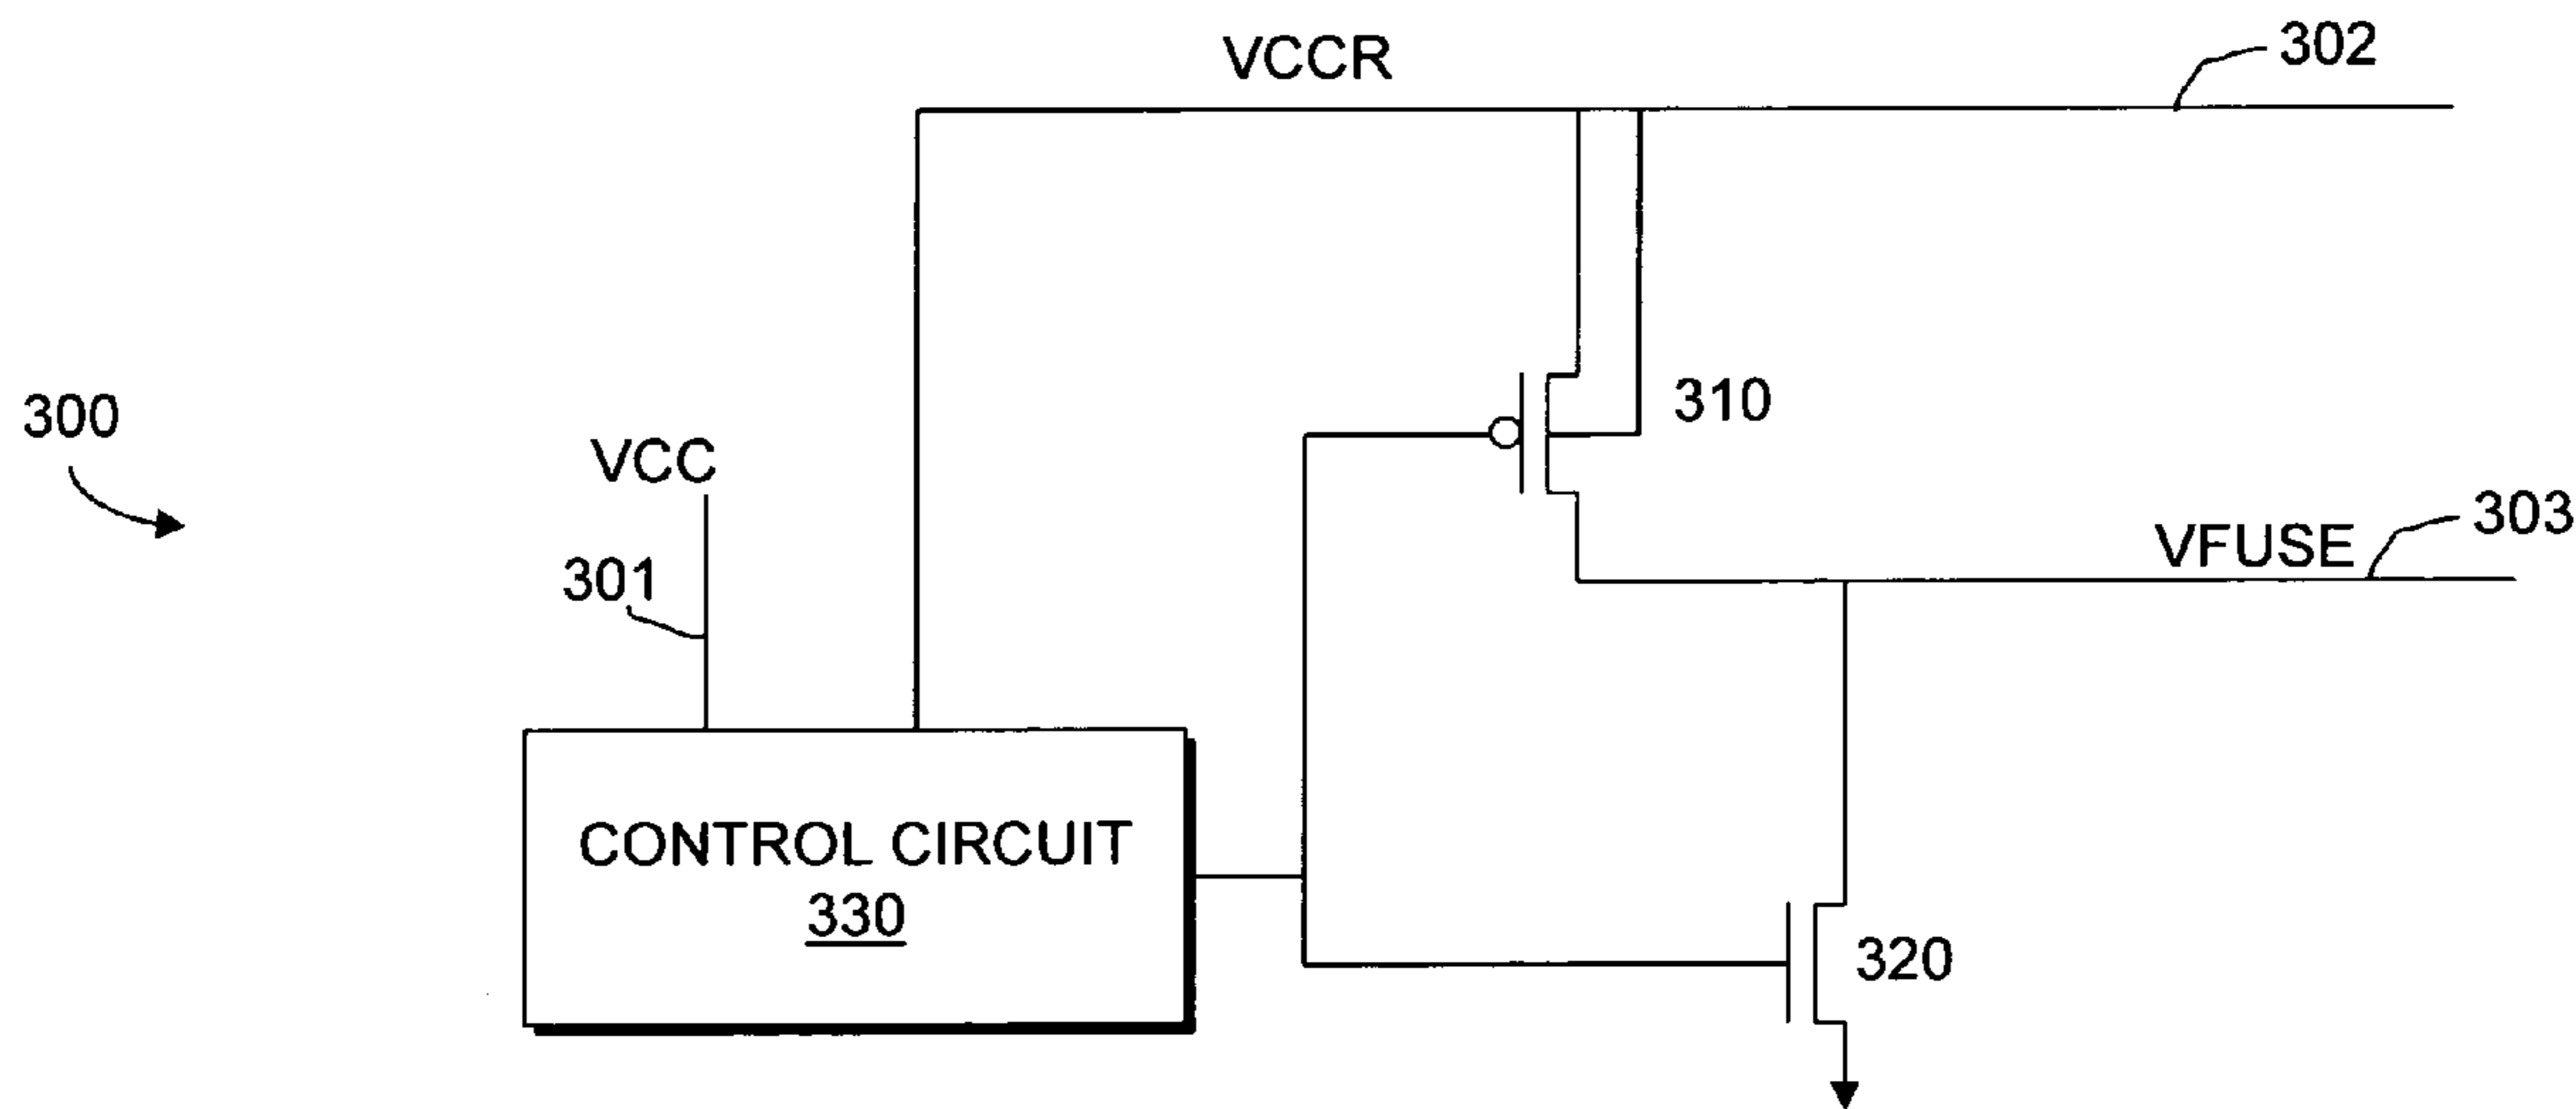 VCCR
302
300
VCC
310
301
VFUSE
303
CONTROL CIRCUIT
330
320